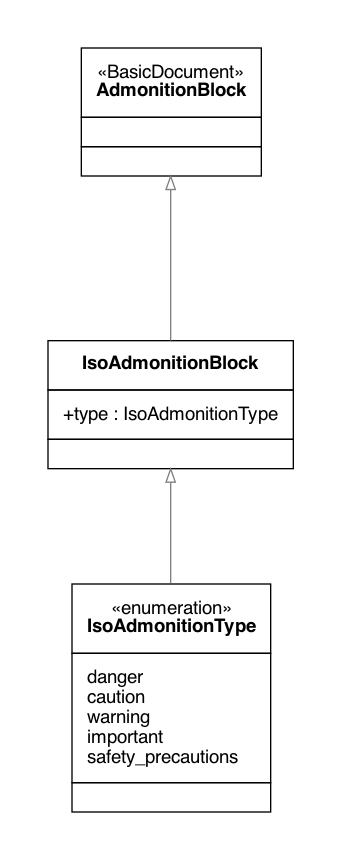 «BasicDocument»
AdmonitionBlock
IsoAdmonitionBlock
+type : IsoAdmonitionType
«enumeration»
IsoAdmonitionType
danger
caution
warning
important
safety_precautions